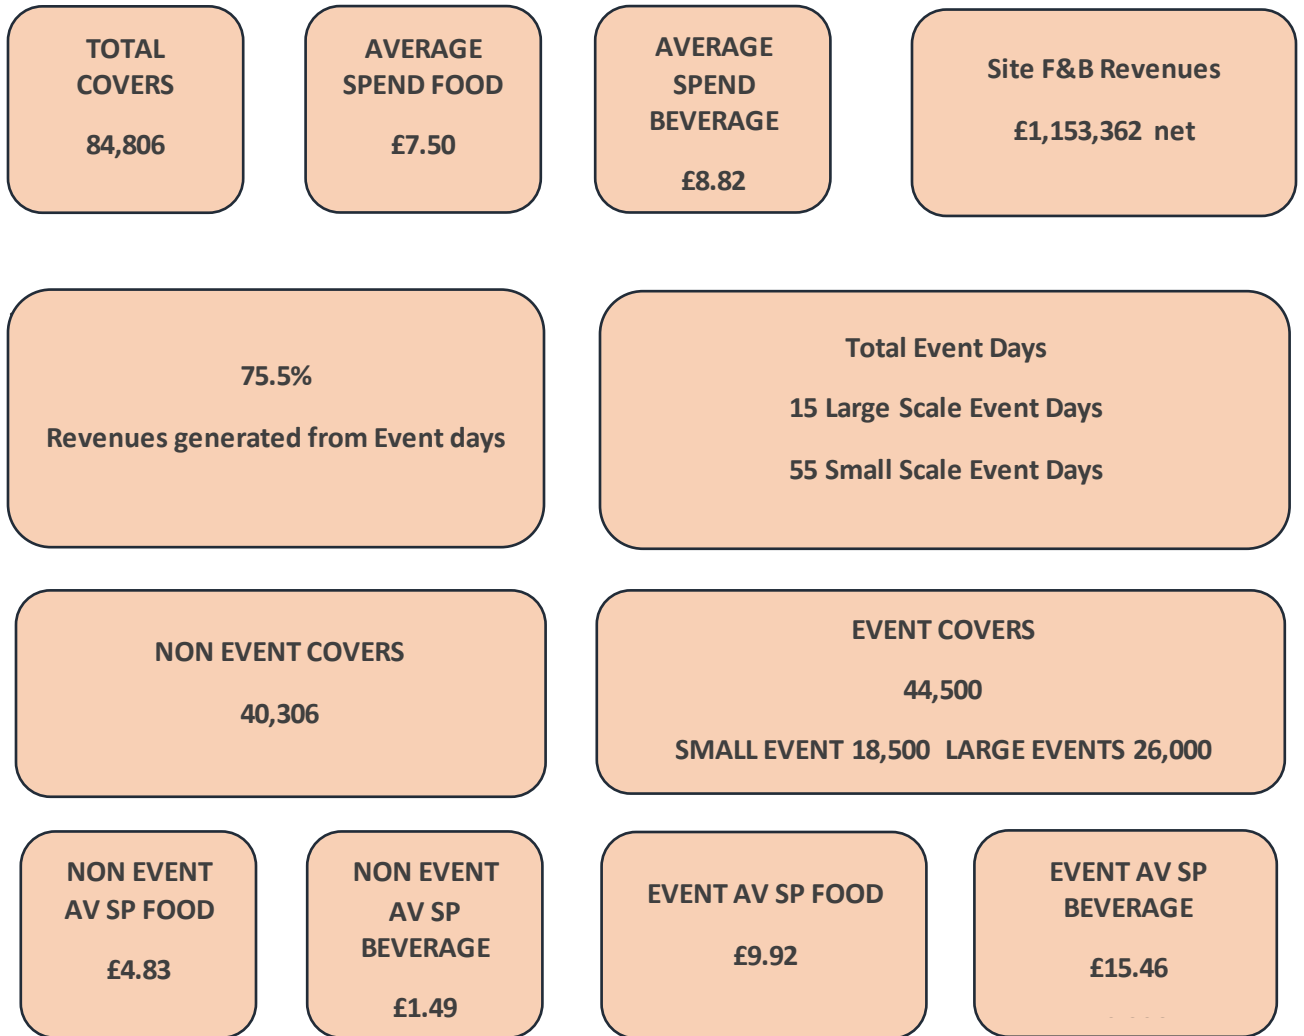 TOTAL
COVERS
84,806
AVERAGE
SPEND FOOD
£7.50
AVERAGE
SPEND
BEVERAGE
£8.82
Site F&B Revenues
£1,153,362 net
75.5%
Revenues generated from Event days
Total Event Days
15 Large Scale Event Days
55 Small Scale Event Days
NON EVENT COVERS
40,306
EVENT COVERS
44,500
SMALL EVENT 18,500 LARGE EVENTS 26,000
NON EVENT
AV SP FOOD
£4.83
NON EVENT
AV SP
BEVERAGE
£1.49
EVENT AV SP FOOD
£9.92
EVENT AV SP
BEVERAGE
£15.46